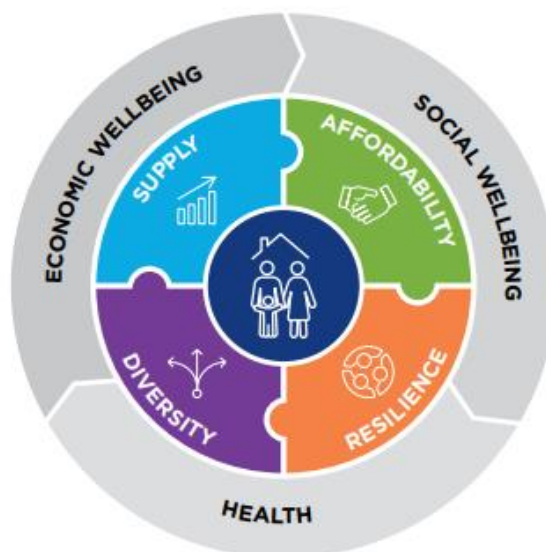 ECONOMIC WELLBEING
SOCIAL WELLBEING
SUPPLY
AFFORDABILITY
DIVERSITY
RESILIENCE
HEALTH